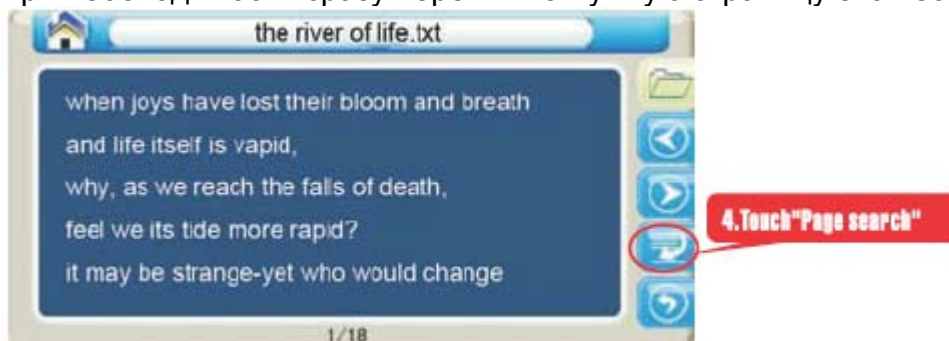 the river of life.txt
when joys have lost their bloom and breath
and life itself is vapid,
why, as we reach the falls of death,
feel we its tide more rapid?
it may be strange-yet who would change
1/18
4.Touch"Page search"